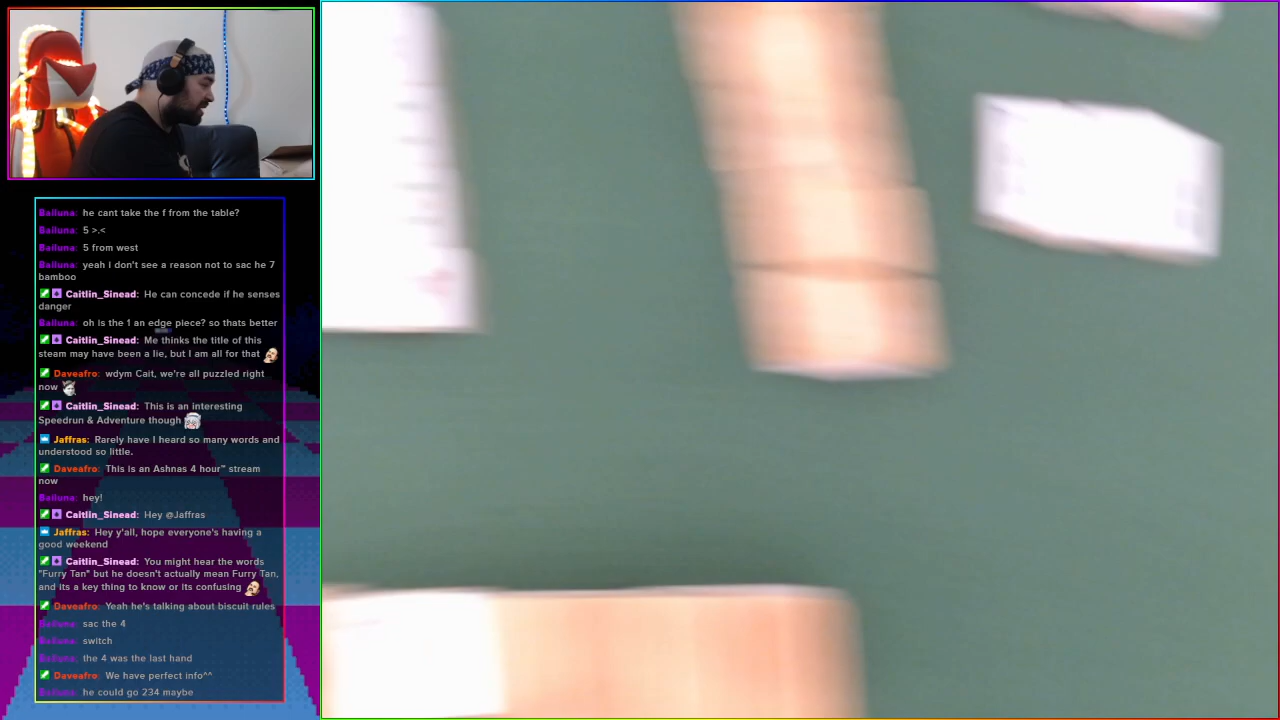 Bailuna: he cant take the f from the table?
Bailuna: 5 >.<
Bailuna: 5 from west
Bailuna: yeah i don't see a reason not to sac he 7
bamboo
Caitlin_Sinead: He can concede if he senses
danger
Bailuna: oh is the 1 an edge piece? so thats better
Caitlin_Sinead: Me thinks the title of this
steam may have been a lie, but I am all for that
Daveafro: wdym Cait, we're all puzzled right
now
Caitlin_Sinead: This is an interesting
Speedrun & Adventure though
Jaffras: Rarely have I heard so many words and
understood so little.
Daveafro: This is an Ashnas 4 hour™ stream
now
Bailuna: hey!
Caitlin_Sinead: Hey @Jaffras
Jaffras: Hey y'all, hope everyone's having a
good weekend
Caitlin_Sinead: You might hear the words
"Furry Tan" but he doesn't actually mean Furry Tan,
and its a key thing to know or its confusing
Daveafro: Yeah he's talking about biscuit rules
Bailuna: sac the 4
Bailuna: switch
Bailuna: the 4 was the last hand
Daveafro: We have perfect info^^
Bailuna: he could go 234 maybe